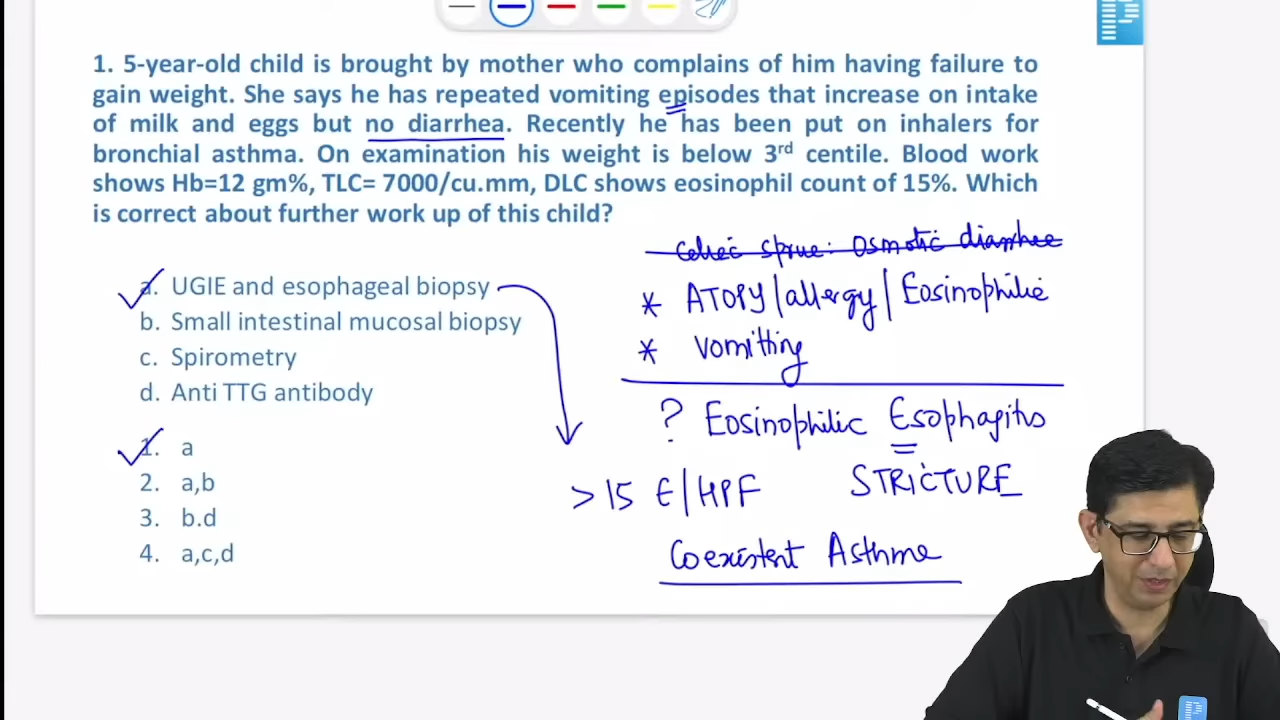 1. 5-year-old child is brought by mother who complains of him having failure to
gain weight. She says he has repeated vomiting episodes that increase on intake
of milk and eggs but no diarrhea. Recently he has been put on inhalers for
bronchial asthma. On examination his weight is below 3rd centile. Blood work
shows Hb=12 gm%, TLC= 7000/cu.mm, DLC shows eosinophil count of 15%. Which
is correct about further work up of this child?
Celiac sprue: Osmotic diarrhee
a. UGIE and esophageal biopsy
* ATOPY/allergy/Eosinophilic
b. Small intestinal mucosal biopsy
* Vomitting
c. Spirometry
d. Anti TTG antibody
? Eosinophilic Esophagitis
1. a
2. a,b
>15 E/HPF STRICTURE
3. b.d
4. a,c,d
Coexistent Asthma
P